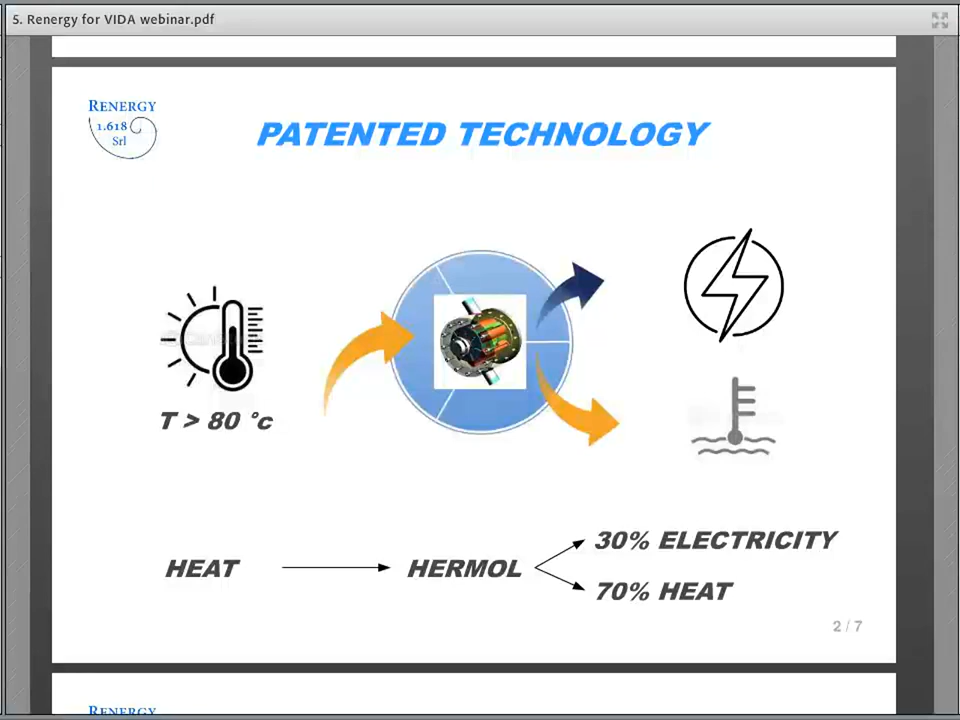 5. Renergy for VIDA webinar.pdf
RENERGY
1.618
Srl
PATENTED TECHNOLOGY
T > 80 °c
HEAT
HERMOL
30% ELECTRICITY
70% HEAT
2 / 7
RENERGY